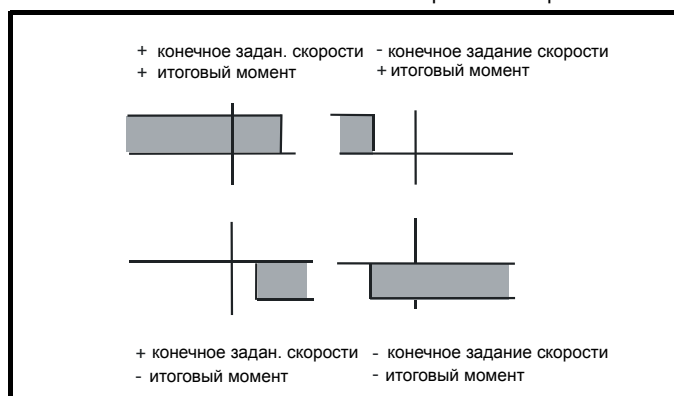 + конечное задан. скорости - конечное задание скорости
+ итоговый момент + итоговый момент
+ конечное задан. скорости - конечное задание скорости
- итоговый момент - итоговый момент